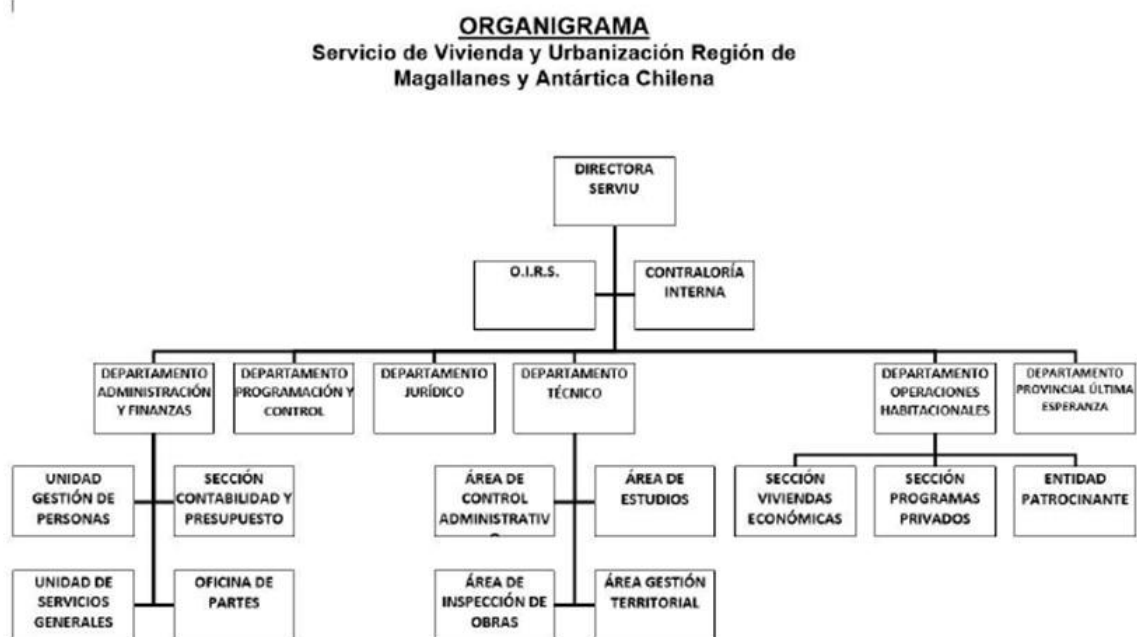 ORGANIGRAMA
Servicio de Vivienda y Urbanización Región de
Magallanes y Antártica Chilena
DIRECTORA
SERVIU
O.I.R.S.
CONTRALORÍA
INTERNA
DEPARTAMENTO
ADMINISTRACIÓN
Y FINANZAS
DEPARTAMENTO
PROGRAMACIÓN Y
CONTROL
DEPARTAMENTO
JURÍDICO
DEPARTAMENTO
TÉCNICO
DEPARTAMENTO
OPERACIONES
HABITACIONALES
DEPARTAMENTO
PROVINCIAL ÚLTIMA
ESPERANZA
UNIDAD
GESTIÓN DE
PERSONAS
SECCIÓN
CONTABILIDAD Y
PRESUPUESTO
ÁREA DE
CONTROL
ADMINISTRATIV
O
ÁREA DE
ESTUDIOS
SECCIÓN
VIVIENDAS
ECONÓMICAS
SECCIÓN
PROGRAMAS
PRIVADOS
ENTIDAD
PATROCINANTE
UNIDAD DE
SERVICIOS
GENERALES
OFICINA DE
PARTES
ÁREA DE
INSPECCIÓN DE
OBRAS
ÁREA GESTIÓN
TERRITORIAL